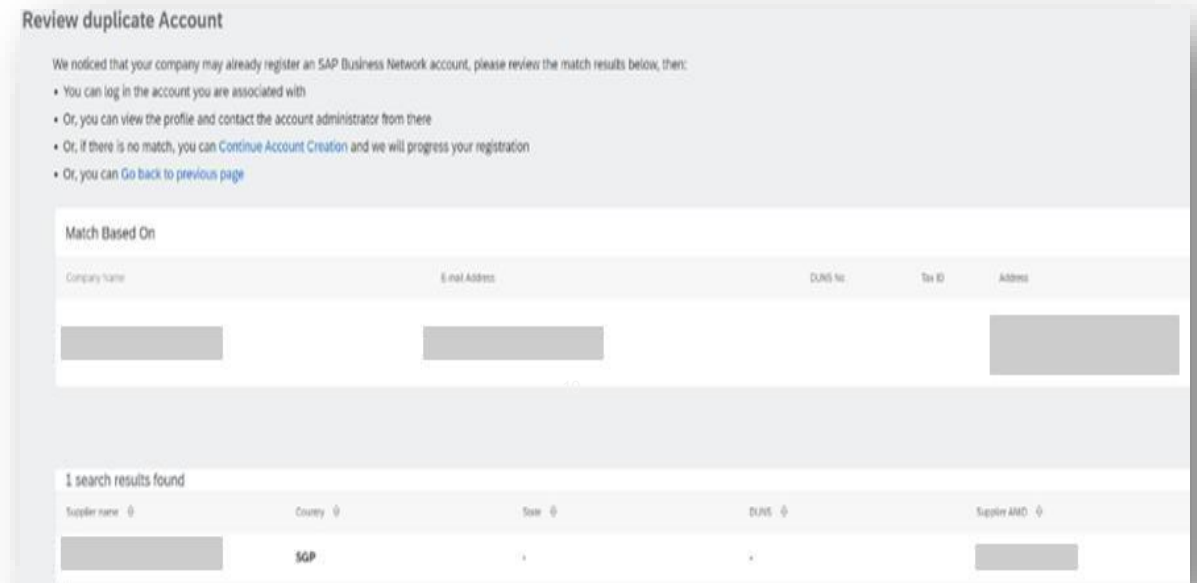 Review duplicate Account
We noticed that your company may already register an SAP Business Network account, please review the match results below, then:
• You can log in the account you are associated with
• Or, you can view the profile and contact the account administrator from there
• Or, if there is no match, you can Continue Account Creation and we will progress your registration
• Or, you can Go back to previous page
Match Based On
Company Name E-mail Address DUNS No Tax ID Address
1 search results found
Supplier name Country State DUNS Supplier ANID
SGP - -